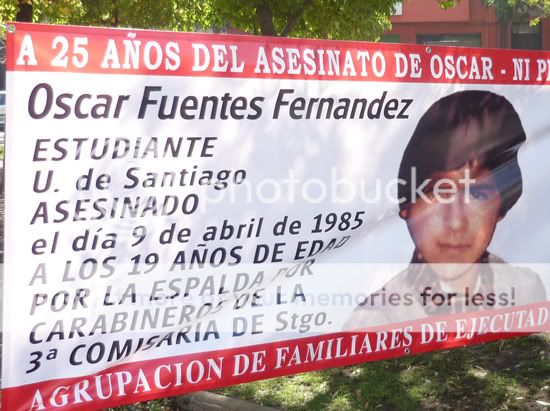 A 25 AÑOS DEL ASESINATO DE OSCAR - NI
Oscar Fuentes Fernandez
ESTUDIANTE
U. de Santiago
ASESINADO
el día 9 de abril de 1985
A LOS 19 AÑOS DE EDAD
POR LA ESPALDA POR
CARABINEROS DE LA
3ª COMISARIA DE Stgo.
AGRUPACION DE FAMILIARES DE EJECUTAD
photobucket
memories for less!